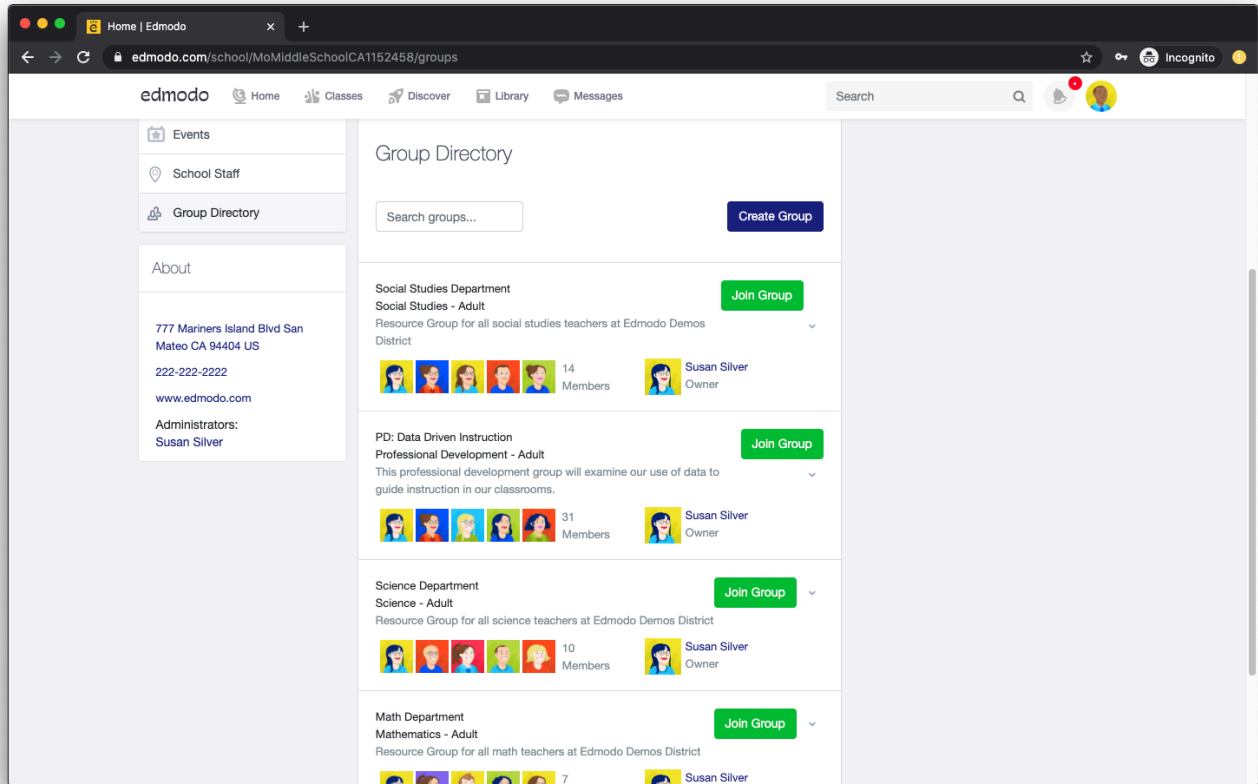 Home | Edmodo
edmodo.com/school/MoMiddleSchoolCA1152458/groups
Incognito
edmodo
Home
Classes
Discover
Library
Messages
Search
Events
School Staff
Group Directory
About
777 Mariners Island Blvd San
Mateo CA 94404 US
222-222-2222
www.edmodo.com
Administrators:
Susan Silver
Group Directory
Search groups...
Create Group
Social Studies Department
Social Studies - Adult
Resource Group for all social studies teachers at Edmodo Demos
District
Join Group
14
Members
Susan Silver
Owner
PD: Data Driven Instruction
Professional Development - Adult
This professional development group will examine our use of data to
guide instruction in our classrooms.
Join Group
31
Members
Susan Silver
Owner
Science Department
Science - Adult
Resource Group for all science teachers at Edmodo Demos District
Join Group
10
Members
Susan Silver
Owner
Math Department
Mathematics - Adult
Resource Group for all math teachers at Edmodo Demos District
Join Group
7
Susan Silver